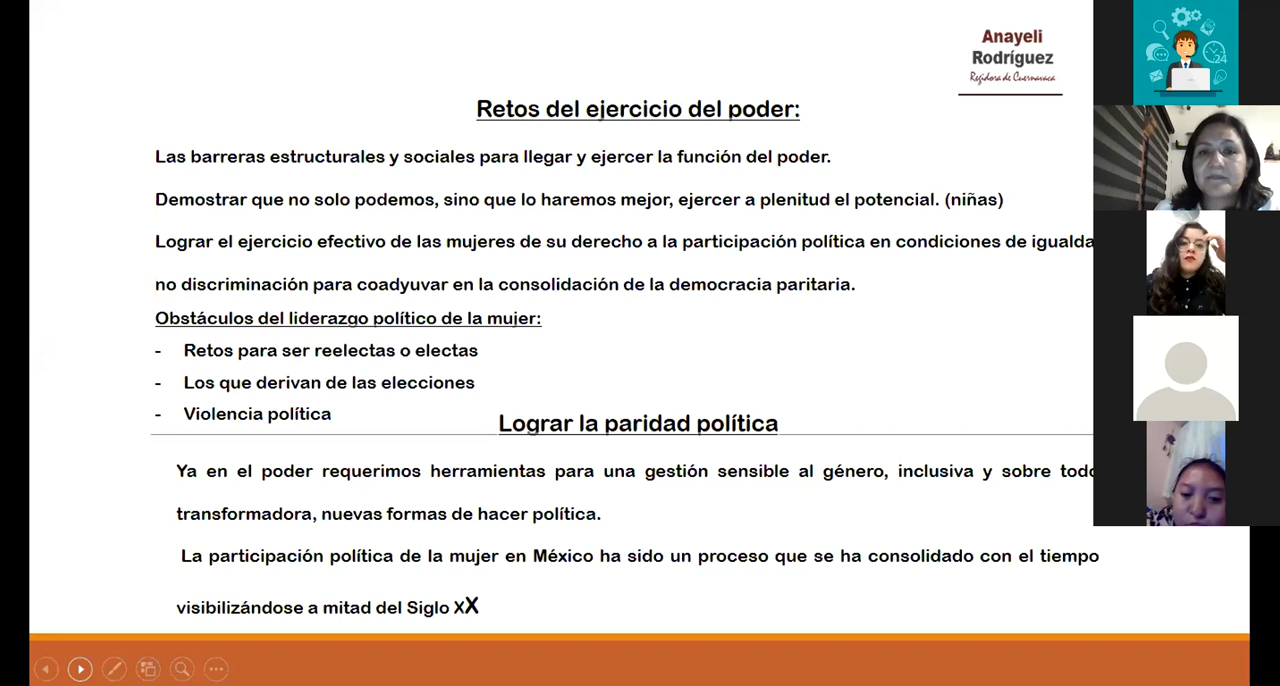 Anayeli
Rodríguez
Regidora de Cuernavaca
Retos del ejercicio del poder:
Las barreras estructurales y sociales para llegar y ejercer la función del poder.
Demostrar que no solo podemos, sino que lo haremos mejor, ejercer a plenitud el potencial. (niñas)
Lograr el ejercicio efectivo de las mujeres de su derecho a la participación política en condiciones de igualda
no discriminación para coadyuvar en la consolidación de la democracia paritaria.
Obstáculos del liderazgo político de la mujer:
- Retos para ser reelectas o electas
- Los que derivan de las elecciones
- Violencia política
Lograr la paridad política
Ya en el poder requerimos herramientas para una gestión sensible al género, inclusiva y sobre todo
transformadora, nuevas formas de hacer política.
La participación política de la mujer en México ha sido un proceso que se ha consolidado con el tiempo
visibilizándose a mitad del Siglo XX
24